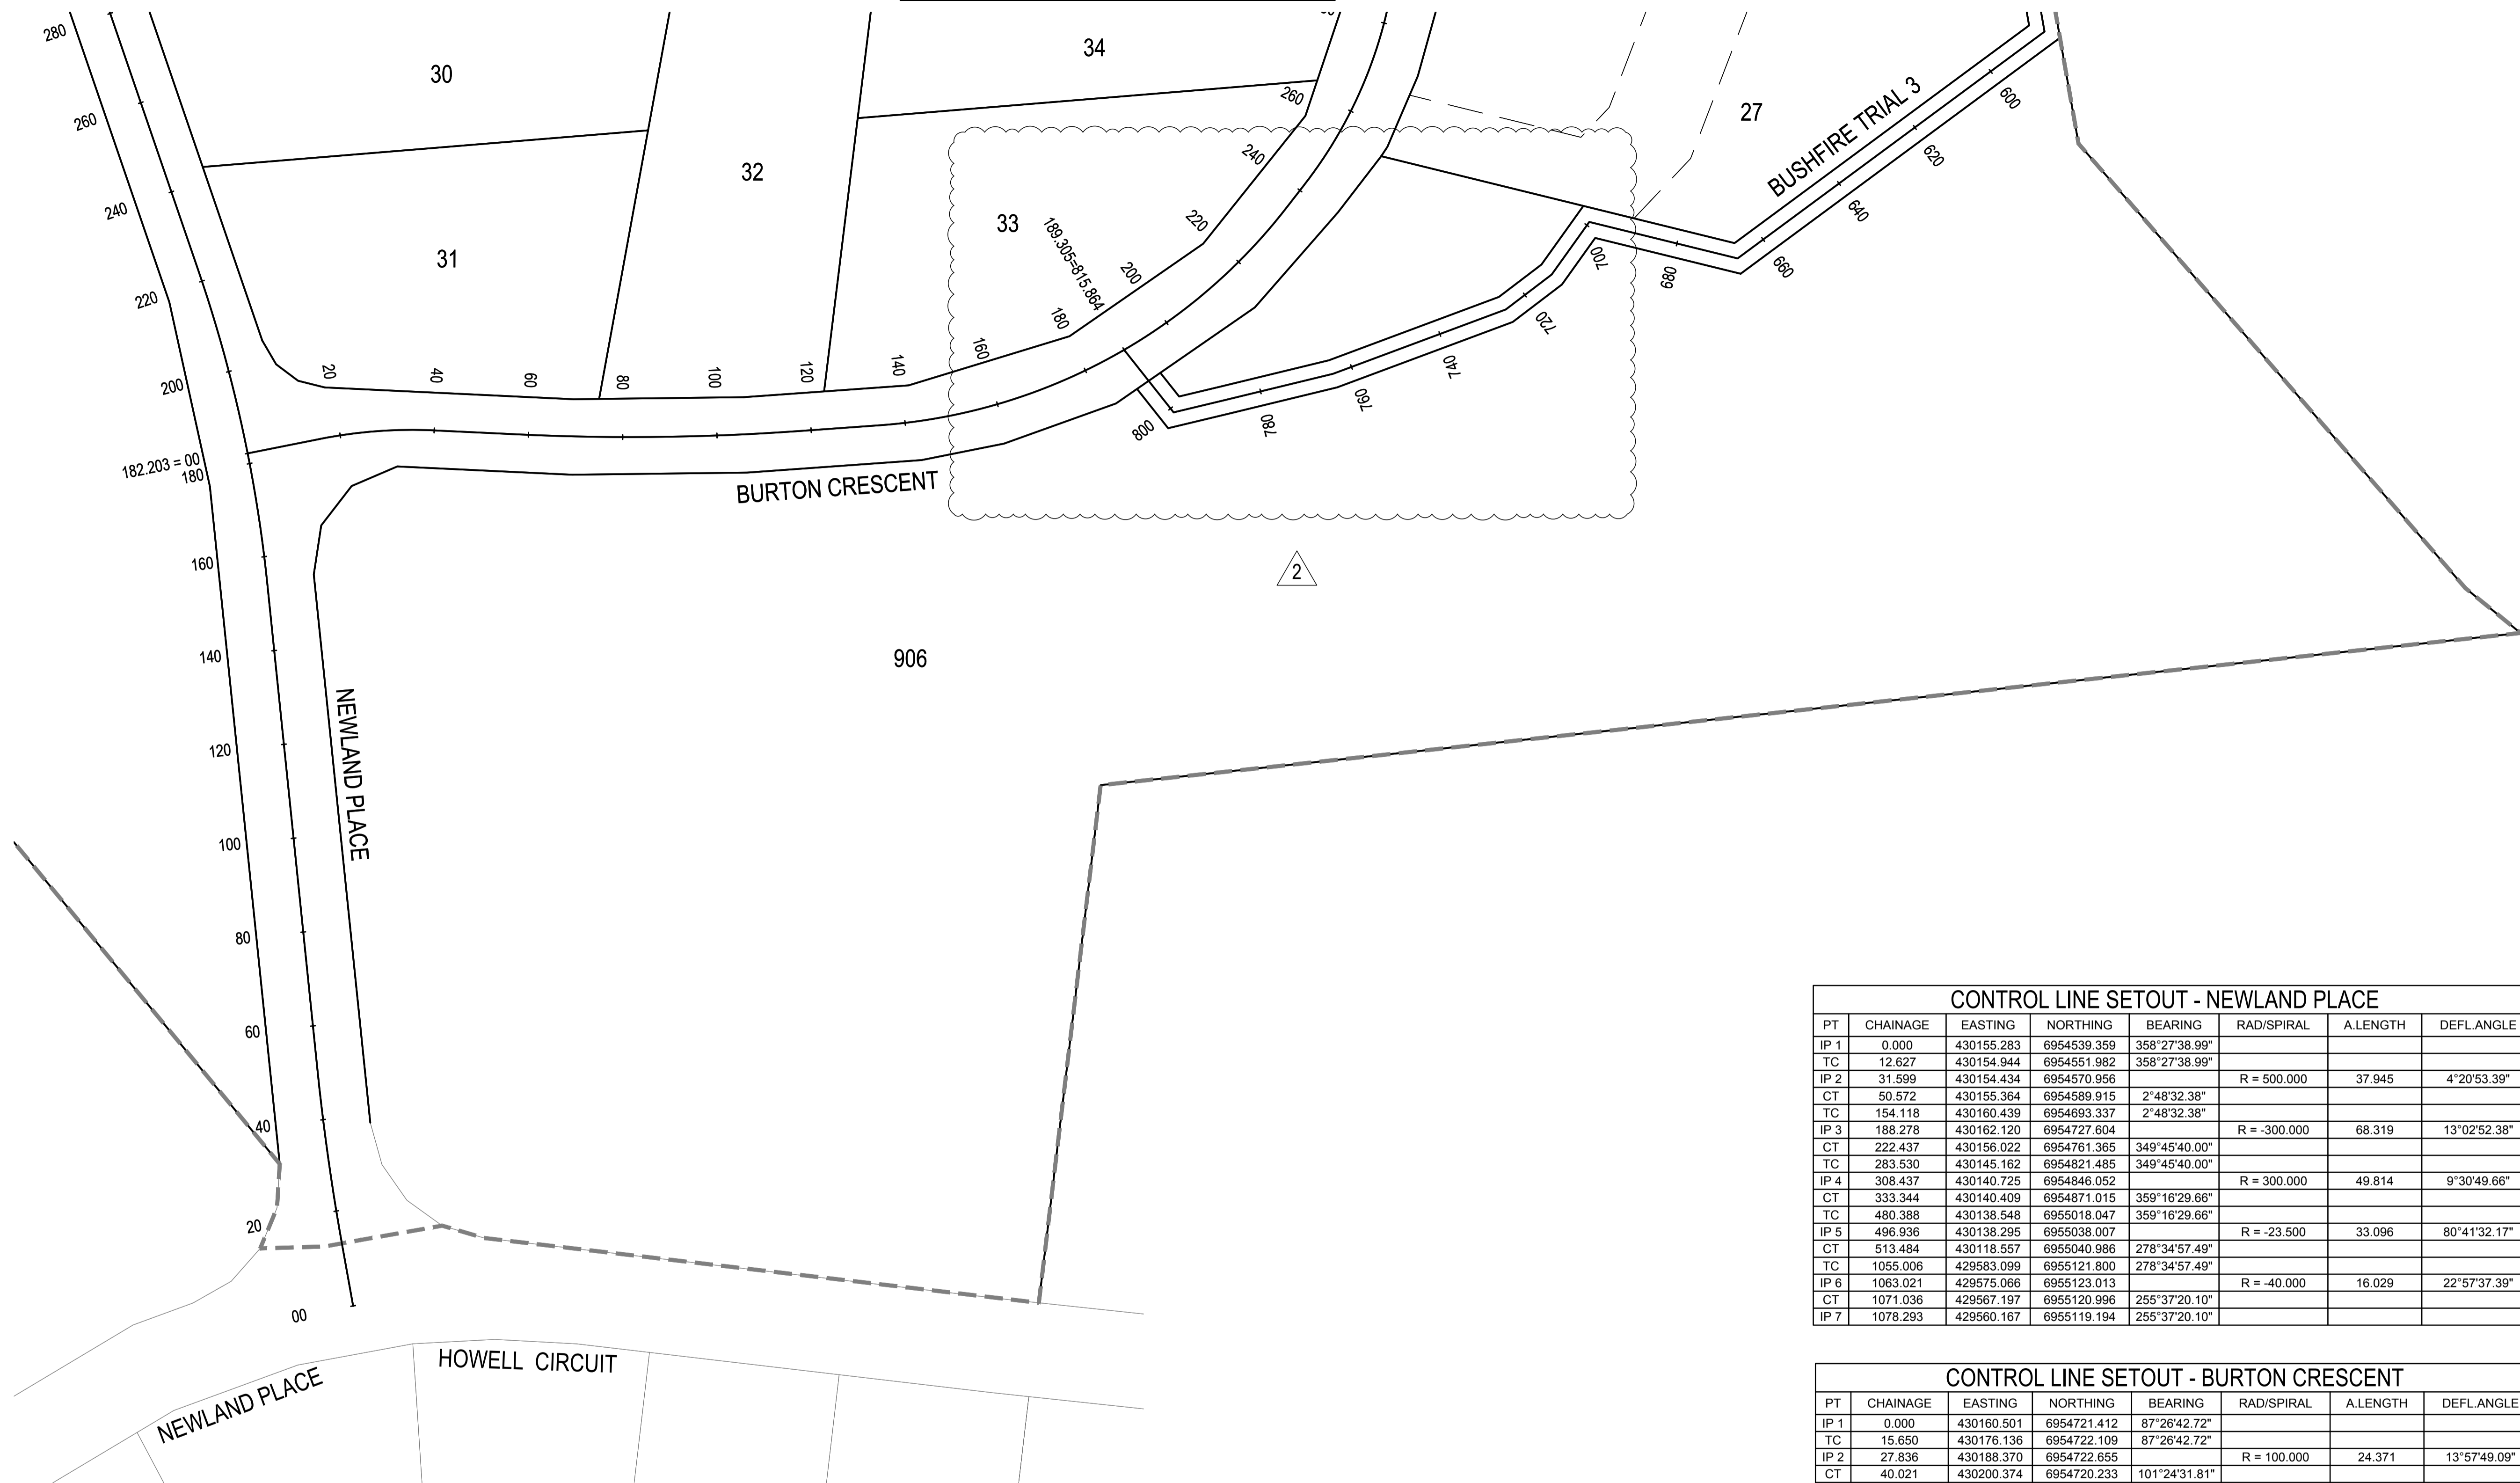 280
30
34
260
27
BUSHFIRE TRIAL 3
600
260
32
240
620
240
31
33
220
640
189.305=815.864
200
700
680
660
220
180
720
20
40
60
80
100
120
140
160
740
200
760
780
800
182.203 = 00
180
BURTON CRESCENT
160
2
140
906
NEWLAND PLACE
120
100
80
60
40
20
00
HOWELL CIRCUIT
NEWLAND PLACE
CONTROL LINE SETOUT - NEWLAND PLACE
PT CHAINAGE EASTING NORTHING BEARING RAD/SPIRAL A.LENGTH DEFL.ANGLE
IP 1 0.000 430155.283 6954539.359 358°27'38.99"
TC 12.627 430154.944 6954551.982 358°27'38.99"
IP 2 31.599 430154.434 6954570.956 R = 500.000 37.945 4°20'53.39"
CT 50.572 430155.364 6954589.915 2°48'32.38"
TC 154.118 430160.439 6954693.337 2°48'32.38"
IP 3 188.278 430162.120 6954727.604 R = -300.000 68.319 13°02'52.38"
CT 222.437 430156.022 6954761.365 349°45'40.00"
TC 283.530 430145.162 6954821.485 349°45'40.00"
IP 4 308.437 430140.725 6954846.052 R = 300.000 49.814 9°30'49.66"
CT 333.344 430140.409 6954871.015 359°16'29.66"
TC 480.388 430138.548 6955018.047 359°16'29.66"
IP 5 496.936 430138.295 6955038.007 R = -23.500 33.096 80°41'32.17"
CT 513.484 430118.557 6955040.986 278°34'57.49"
TC 1055.006 429583.099 6955121.800 278°34'57.49"
IP 6 1063.021 429575.066 6955123.013 R = -40.000 16.029 22°57'37.39"
CT 1071.036 429567.197 6955120.996 255°37'20.10"
IP 7 1078.293 429560.167 6955119.194 255°37'20.10"
CONTROL LINE SETOUT - BURTON CRESCENT
PT CHAINAGE EASTING NORTHING BEARING RAD/SPIRAL A.LENGTH DEFL.ANGLE
IP 1 0.000 430160.501 6954721.412 87°26'42.72"
TC 15.650 430176.136 6954722.109 87°26'42.72"
IP 2 27.836 430188.370 6954722.655 R = 100.000 24.371 13°57'49.09"
CT 40.021 430200.374 6954720.233 101°24'31.81"